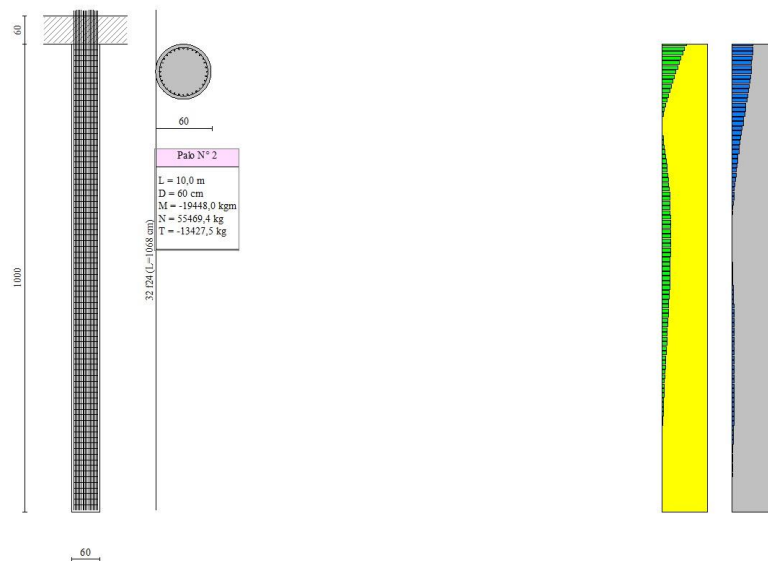 60
60
Palo N° 2
L = 10,0 m
D = 60 cm
M = -19448,0 kgm
N = 55469,4 kg
T = -13427,5 kg
32 f24 (L=1068 cm)
1000
60